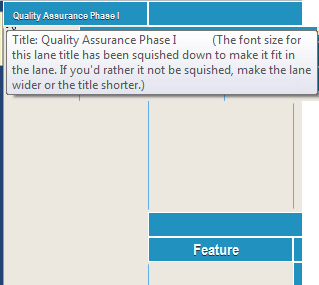 Quality Assurance Phase I
Title: Quality Assurance Phase I (The font size for
this lane title has been squished down to make it fit in
the lane. If you'd rather it not be squished, make the lane
wider or the title shorter.)
Feature